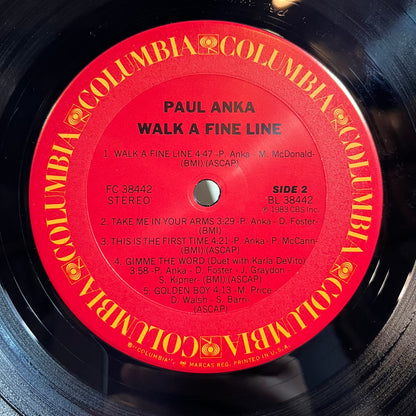 COLUMBIA COLUMBIA COLUMBIA COLUMBIA COLUMBIA COLUMBIA
PAUL ANKA
WALK A FINE LINE
1. WALK A FINE LINE 4:47 -P. Anka - M. McDonald-
(BMI)(ASCAP)
FC 38442
STEREO
SIDE 2
BL 38442
℗ 1983 CBS Inc.
2. TAKE ME IN YOUR ARMS 3:29 -P. Anka - D. Foster-
(BMI)
3. THIS IS THE FIRST TIME 4:21 -P. Anka - P. McCann-
(BMI)(ASCAP)
4. GIMME THE WORD (Duet with Karla DeVito)
3:58 -P. Anka - D. Foster - J. Graydon -
S. Kipner- (BMI)(ASCAP)
5. GOLDEN BOY 4:13 -M. Price -
D. Walsh - S. Barri-
(ASCAP)
® "COLUMBIA", MARCAS REG. PRINTED IN U.S.A.